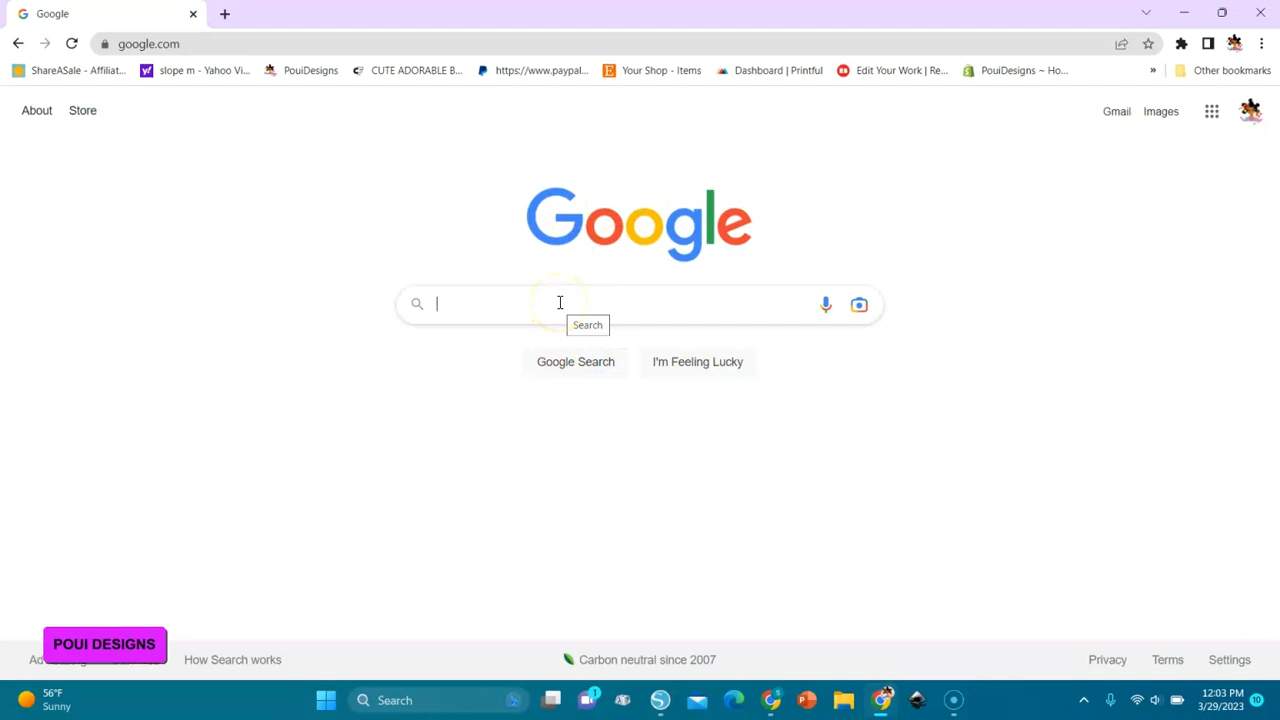 Google
google.com
ShareASale - Affiliat...
slope m - Yahoo Vi...
PouiDesigns
CUTE ADORABLE B...
https://www.paypal...
Your Shop - Items
Dashboard | Printful
Edit Your Work | Re...
PouiDesigns ~ Ho...
»
Other bookmarks
About
Store
Gmail
Images
Google
Search
Google Search
I'm Feeling Lucky
POUI DESIGNS
How Search works
Carbon neutral since 2007
Privacy
Terms
Settings
56°F
Sunny
Search
1
S
12:03 PM
3/29/2023
10